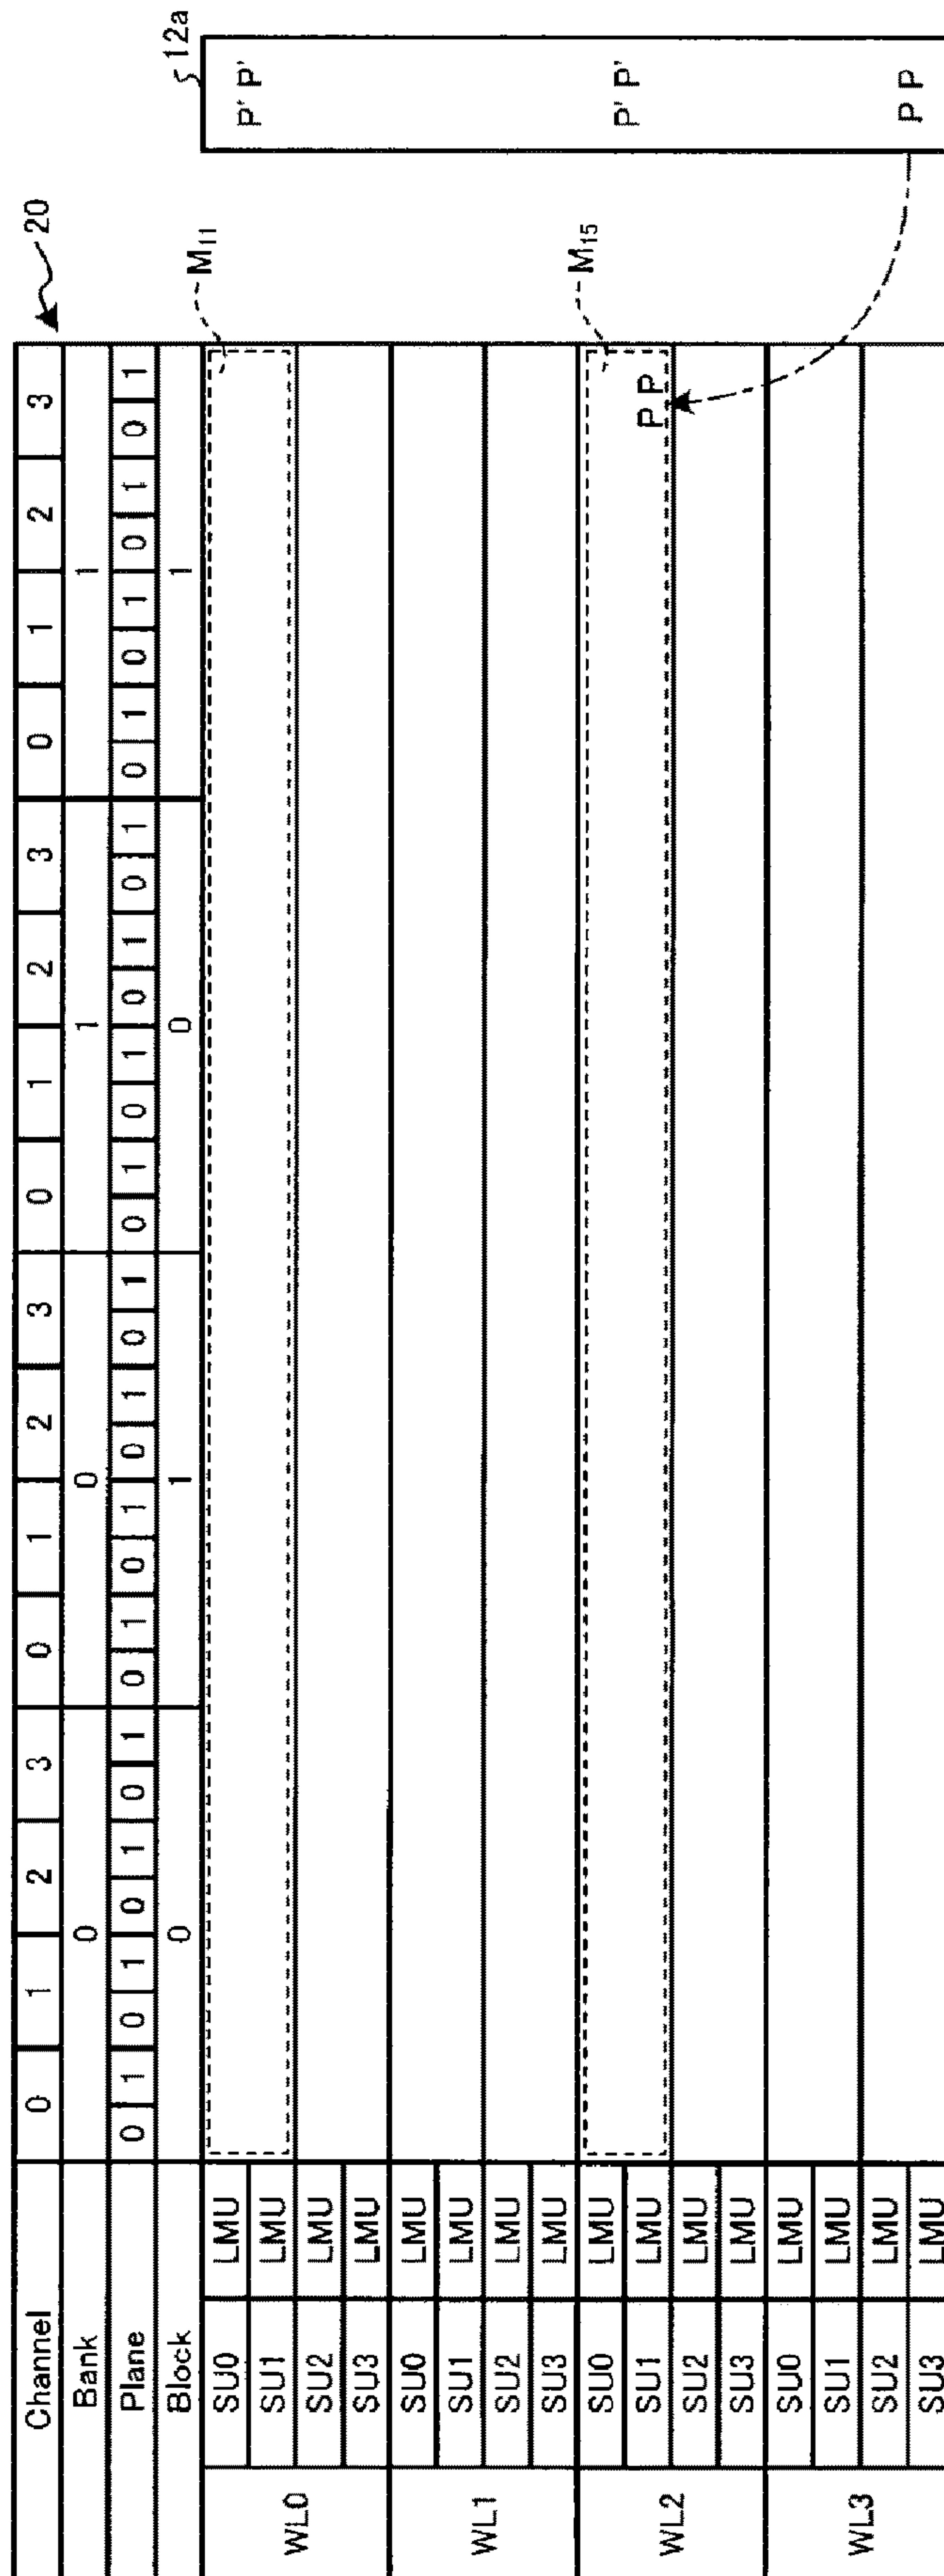 Channel 0 1 2 3 0 1 2 3 0 1 2 3 0 1 2 3
20
Bank 0 0 1 1
Plane 0 1 0 1 0 1 0 1 0 1 0 1 0 1 0 1 0 1 0 1 0 1 0 1 0 1 0 1 0 1 0 1
Block 0 1 0 1
12a
M11
WL0
SU0 LMU P' P'
SU1 LMU
SU2 LMU
SU3 LMU
WL1
SU0 LMU
SU1 LMU
SU2 LMU
SU3 LMU
M15
WL2
SU0 LMU P' P'
SU1 LMU P P
SU2 LMU
SU3 LMU
WL3
SU0 LMU
SU1 LMU
SU2 LMU
SU3 LMU P P